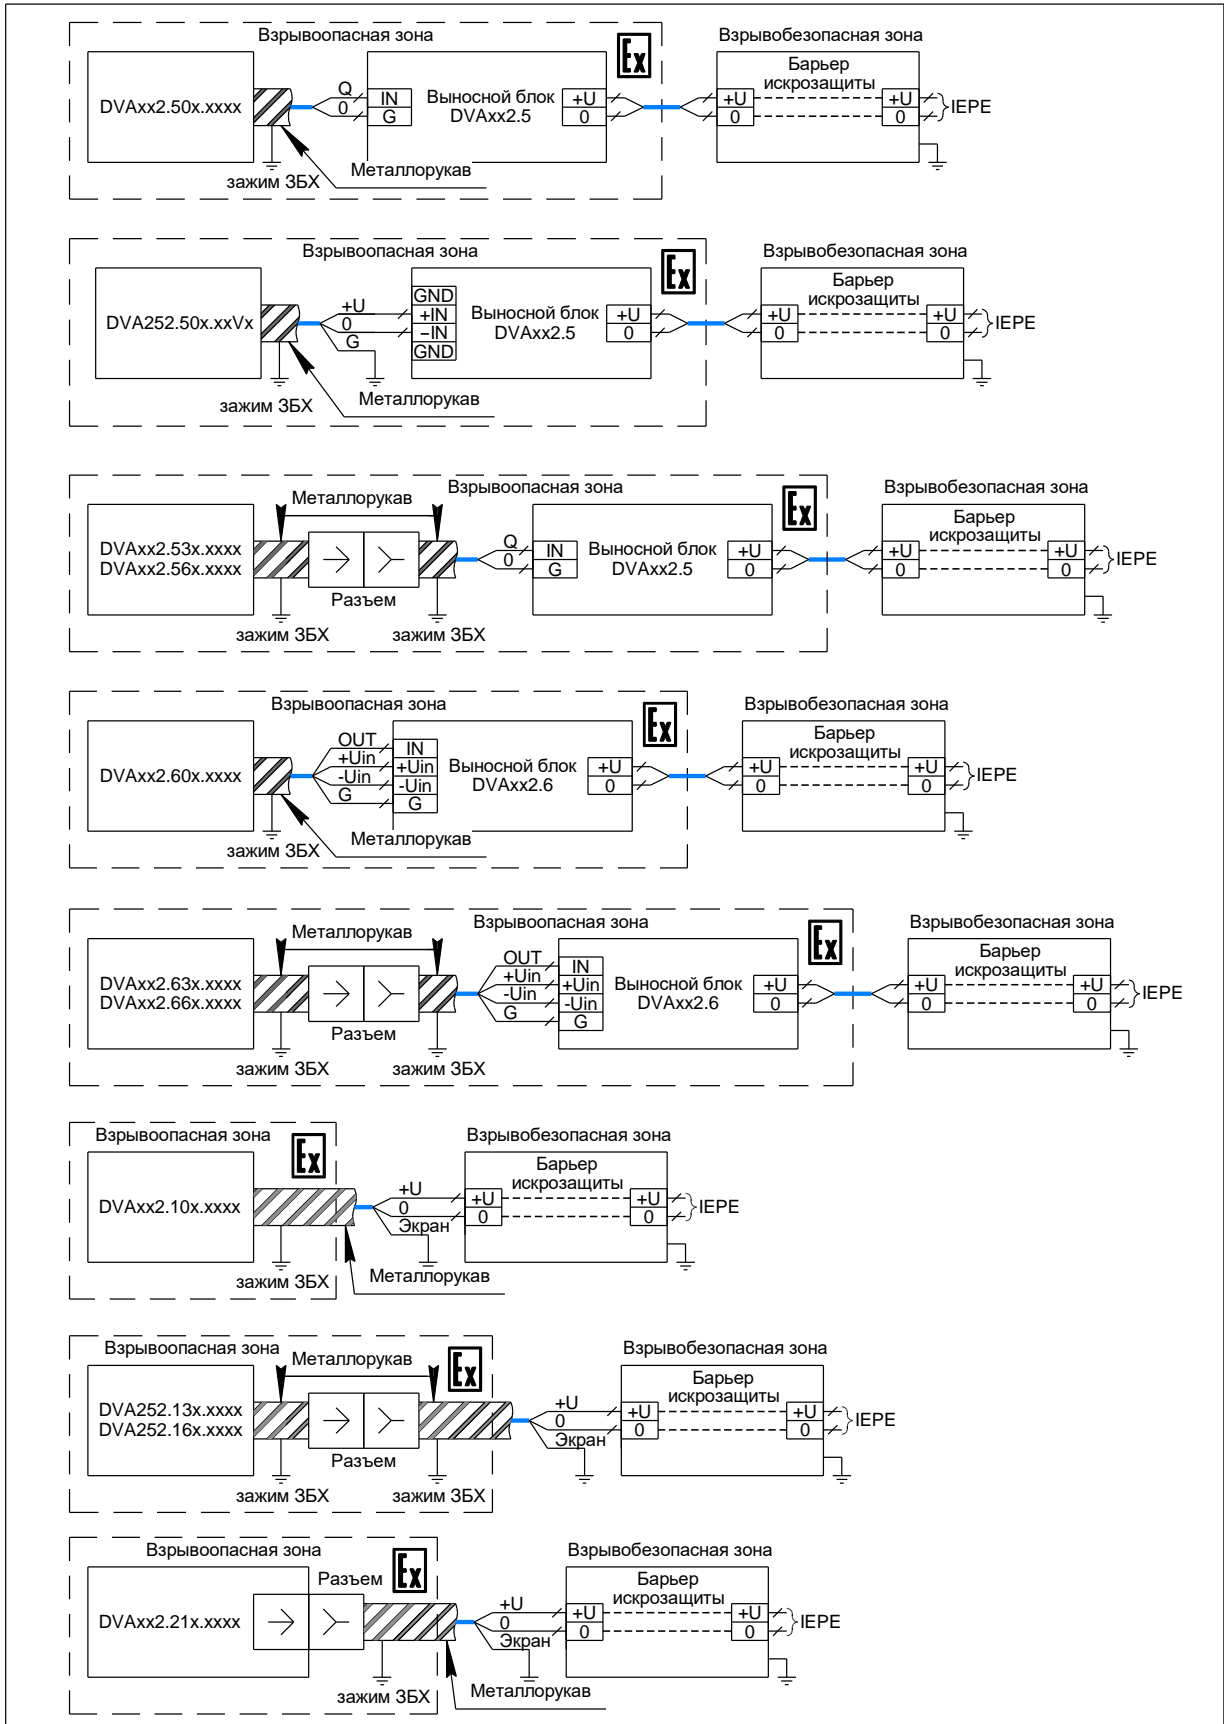 Взрывоопасная зона
Взрывобезопасная зона
DVAxx2.50x.xxxx
Q
0
IN
G
Выносной блок
DVAxx2.5
+U
0
Ex
+U
0
Барьер
искрозащиты
+U
0
IEPE
Металлорукав
зажим ЗБХ
Взрывоопасная зона
Взрывобезопасная зона
DVA252.50x.xxVx
+U
0
G
GND
+IN
–IN
GND
Выносной блок
DVAxx2.5
+U
0
Ex
+U
0
Барьер
искрозащиты
+U
0
IEPE
Металлорукав
зажим ЗБХ
Взрывоопасная зона
Взрывобезопасная зона
Металлорукав
DVAxx2.53x.xxxx
DVAxx2.56x.xxxx
Разъем
Q
0
IN
G
Выносной блок
DVAxx2.5
+U
0
Ex
+U
0
Барьер
искрозащиты
+U
0
IEPE
зажим ЗБХ
зажим ЗБХ
Взрывоопасная зона
Взрывобезопасная зона
DVAxx2.60x.xxxx
OUT
+Uin
-Uin
G
IN
+Uin
-Uin
G
Выносной блок
DVAxx2.6
+U
0
Ex
+U
0
Барьер
искрозащиты
+U
0
IEPE
Металлорукав
зажим ЗБХ
Взрывоопасная зона
Взрывобезопасная зона
Металлорукав
DVAxx2.63x.xxxx
DVAxx2.66x.xxxx
Разъем
OUT
+Uin
-Uin
G
IN
+Uin
-Uin
G
Выносной блок
DVAxx2.6
+U
0
Ex
+U
0
Барьер
искрозащиты
+U
0
IEPE
зажим ЗБХ
зажим ЗБХ
Взрывоопасная зона
Взрывобезопасная зона
Ex
DVAxx2.10x.xxxx
+U
0
Экран
+U
0
Барьер
искрозащиты
+U
0
IEPE
зажим ЗБХ
Металлорукав
Взрывоопасная зона
Взрывобезопасная зона
Металлорукав
Ex
DVA252.13x.xxxx
DVA252.16x.xxxx
Разъем
+U
0
Экран
+U
0
Барьер
искрозащиты
+U
0
IEPE
зажим ЗБХ
зажим ЗБХ
Взрывоопасная зона
Взрывобезопасная зона
Разъем
Ex
DVAxx2.21x.xxxx
+U
0
Экран
+U
0
Барьер
искрозащиты
+U
0
IEPE
зажим ЗБХ
Металлорукав